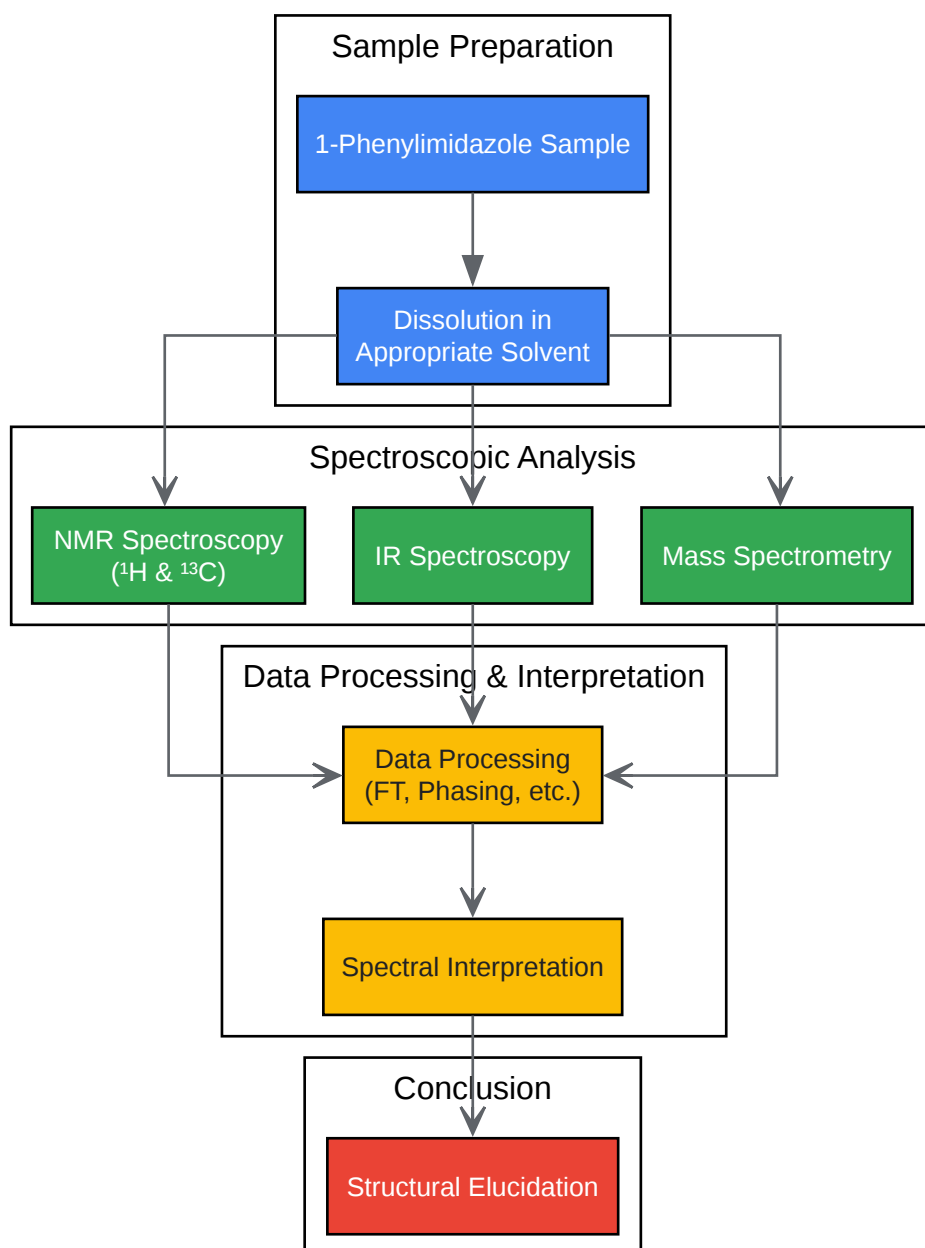 Sample Preparation
1-Phenylimidazole Sample
Dissolution in
Appropriate Solvent
Spectroscopic Analysis
NMR Spectroscopy
(¹H & ¹³C)
IR Spectroscopy
Mass Spectrometry
Data Processing & Interpretation
Data Processing
(FT, Phasing, etc.)
Spectral Interpretation
Conclusion
Structural Elucidation